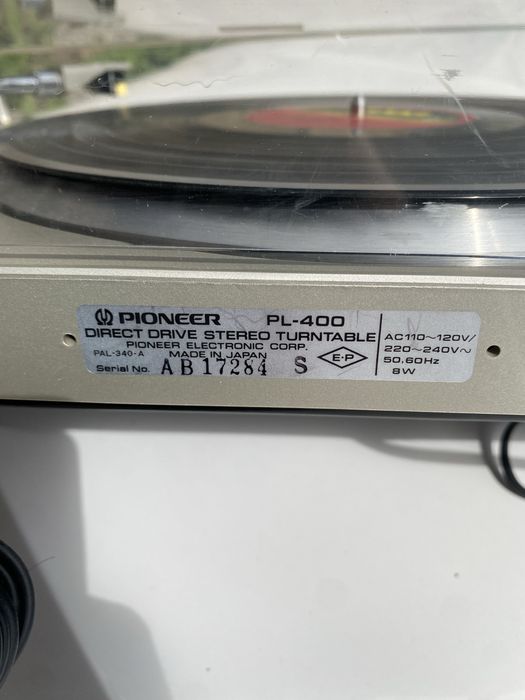 PIONEER PL-400
DIRECT DRIVE STEREO TURNTABLE
PIONEER ELECTRONIC CORP.
PAL-340-A MADE IN JAPAN
Serial No. AB17284 S
E·P
AC110~120V/
220~240V~
50,60Hz
8W